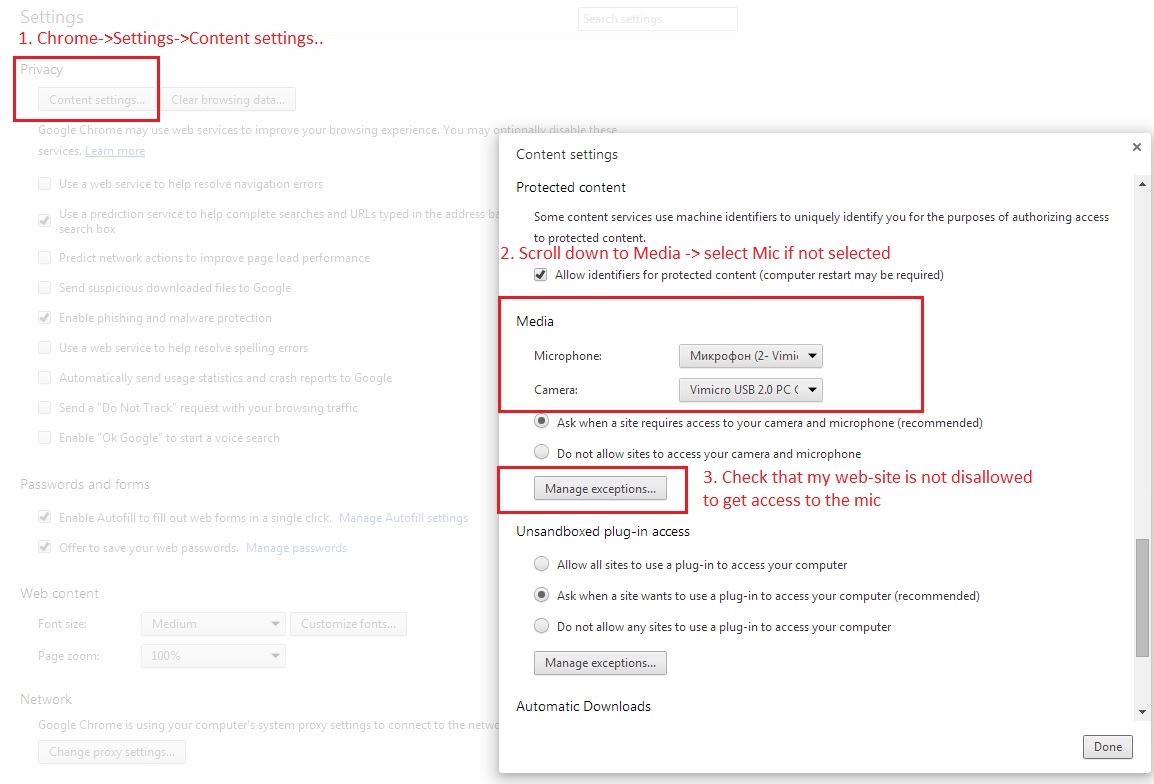 Settings
Search settings
1. Chrome->Settings->Content settings..
Privacy
Content settings...
Clear browsing data...
Google Chrome may use web services to improve your browsing experience. You may optionally disable these
services. Learn more
Use a web service to help resolve navigation errors
Use a prediction service to help complete searches and URLs typed in the address ba
search box
Predict network actions to improve page load performance
Send suspicious downloaded files to Google
Enable phishing and malware protection
Use a web service to help resolve spelling errors
Automatically send usage statistics and crash reports to Google
Send a "Do Not Track" request with your browsing traffic
Enable "Ok Google" to start a voice search
Passwords and forms
Enable Autofill to fill out web forms in a single click. Manage Autofill settings
Offer to save your web passwords. Manage passwords
Web content
Font size:
Medium
Customize fonts...
Page zoom:
100%
Network
Google Chrome is using your computer's system proxy settings to connect to the netwo
Change proxy settings...
Content settings
Protected content
Some content services use machine identifiers to uniquely identify you for the purposes of authorizing access
to protected content.
2. Scroll down to Media -> select Mic if not selected
Allow identifiers for protected content (computer restart may be required)
Media
Microphone:
Микрофон (2- Vimi
Camera:
Vimicro USB 2.0 PC C
Ask when a site requires access to your camera and microphone (recommended)
Do not allow sites to access your camera and microphone
Manage exceptions...
3. Check that my web-site is not disallowed
to get access to the mic
Unsandboxed plug-in access
Allow all sites to use a plug-in to access your computer
Ask when a site wants to use a plug-in to access your computer (recommended)
Do not allow any sites to use a plug-in to access your computer
Manage exceptions...
Automatic Downloads
Done